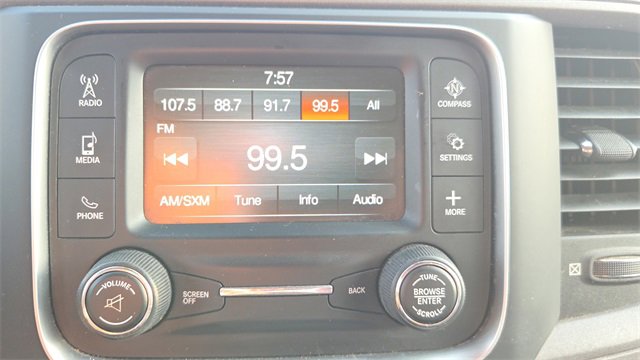 7:57
107.5 88.7 91.7 99.5 All
FM
99.5
AM/SXM Tune Info Audio
RADIO
MEDIA
PHONE
N
COMPASS
SETTINGS
MORE
VOLUME
SCREEN
OFF
BACK
TUNE
BROWSE
ENTER
SCROLL